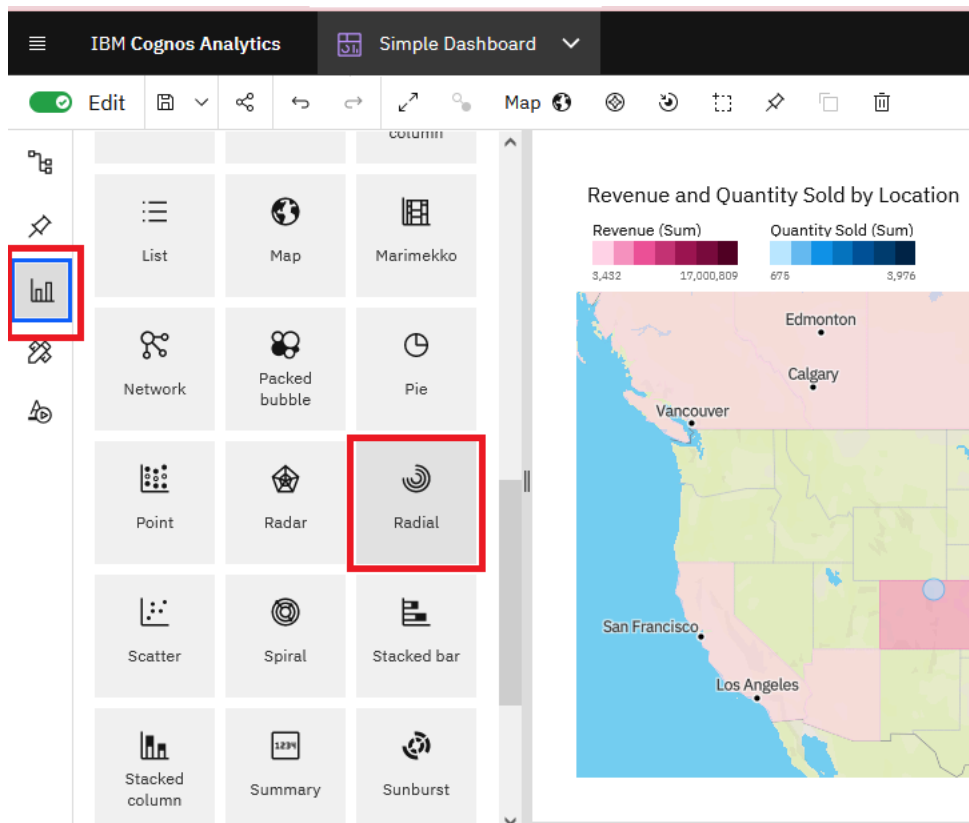 IBM Cognos Analytics
Simple Dashboard
Edit
Map
column
List
Map
Marimekko
Network
Packed
bubble
Pie
Point
Radar
Radial
Scatter
Spiral
Stacked bar
Stacked
column
1234
Summary
Sunburst
Revenue and Quantity Sold by Location
Revenue (Sum)
Quantity Sold (Sum)
3,432
17,000,809
675
3,976
Edmonton
Calgary
Vancouver
San Francisco
Los Angeles